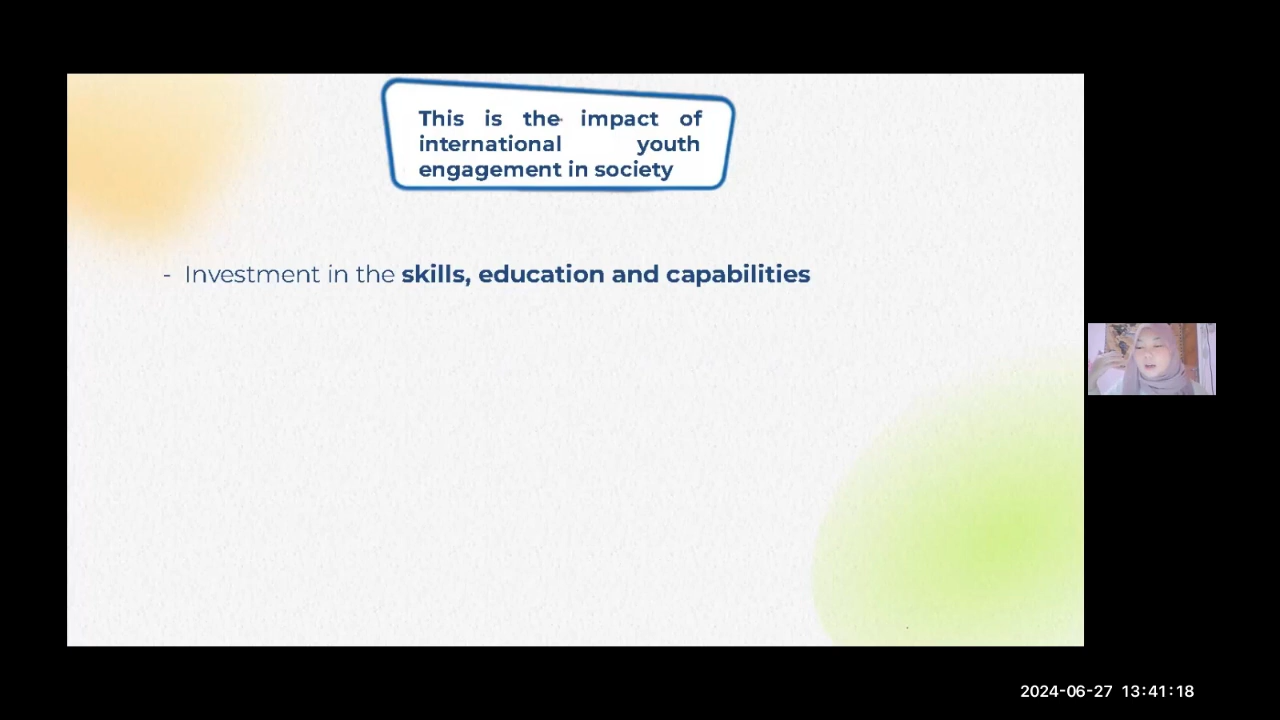 This is the impact of
international youth
engagement in society
- Investment in the skills, education and capabilities
2024-06-27 13:41:18